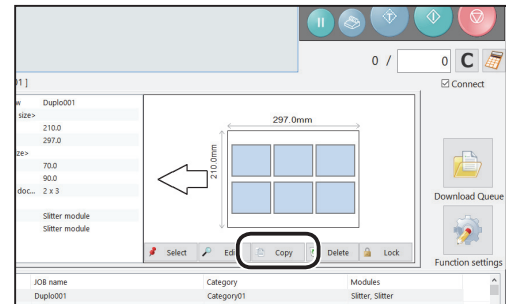 0 / 0 C
01 ]
Connect
w Duplo001
size>
210.0
297.0
ze>
70.0
90.0
doc... 2 x 3
Slitter module
Slitter module
297.0mm
210.0mm
Select Edi Copy Delete Lock
Download Queue
Function settings
JOB name Category Modules
Duplo001 Category01 Slitter, Slitter